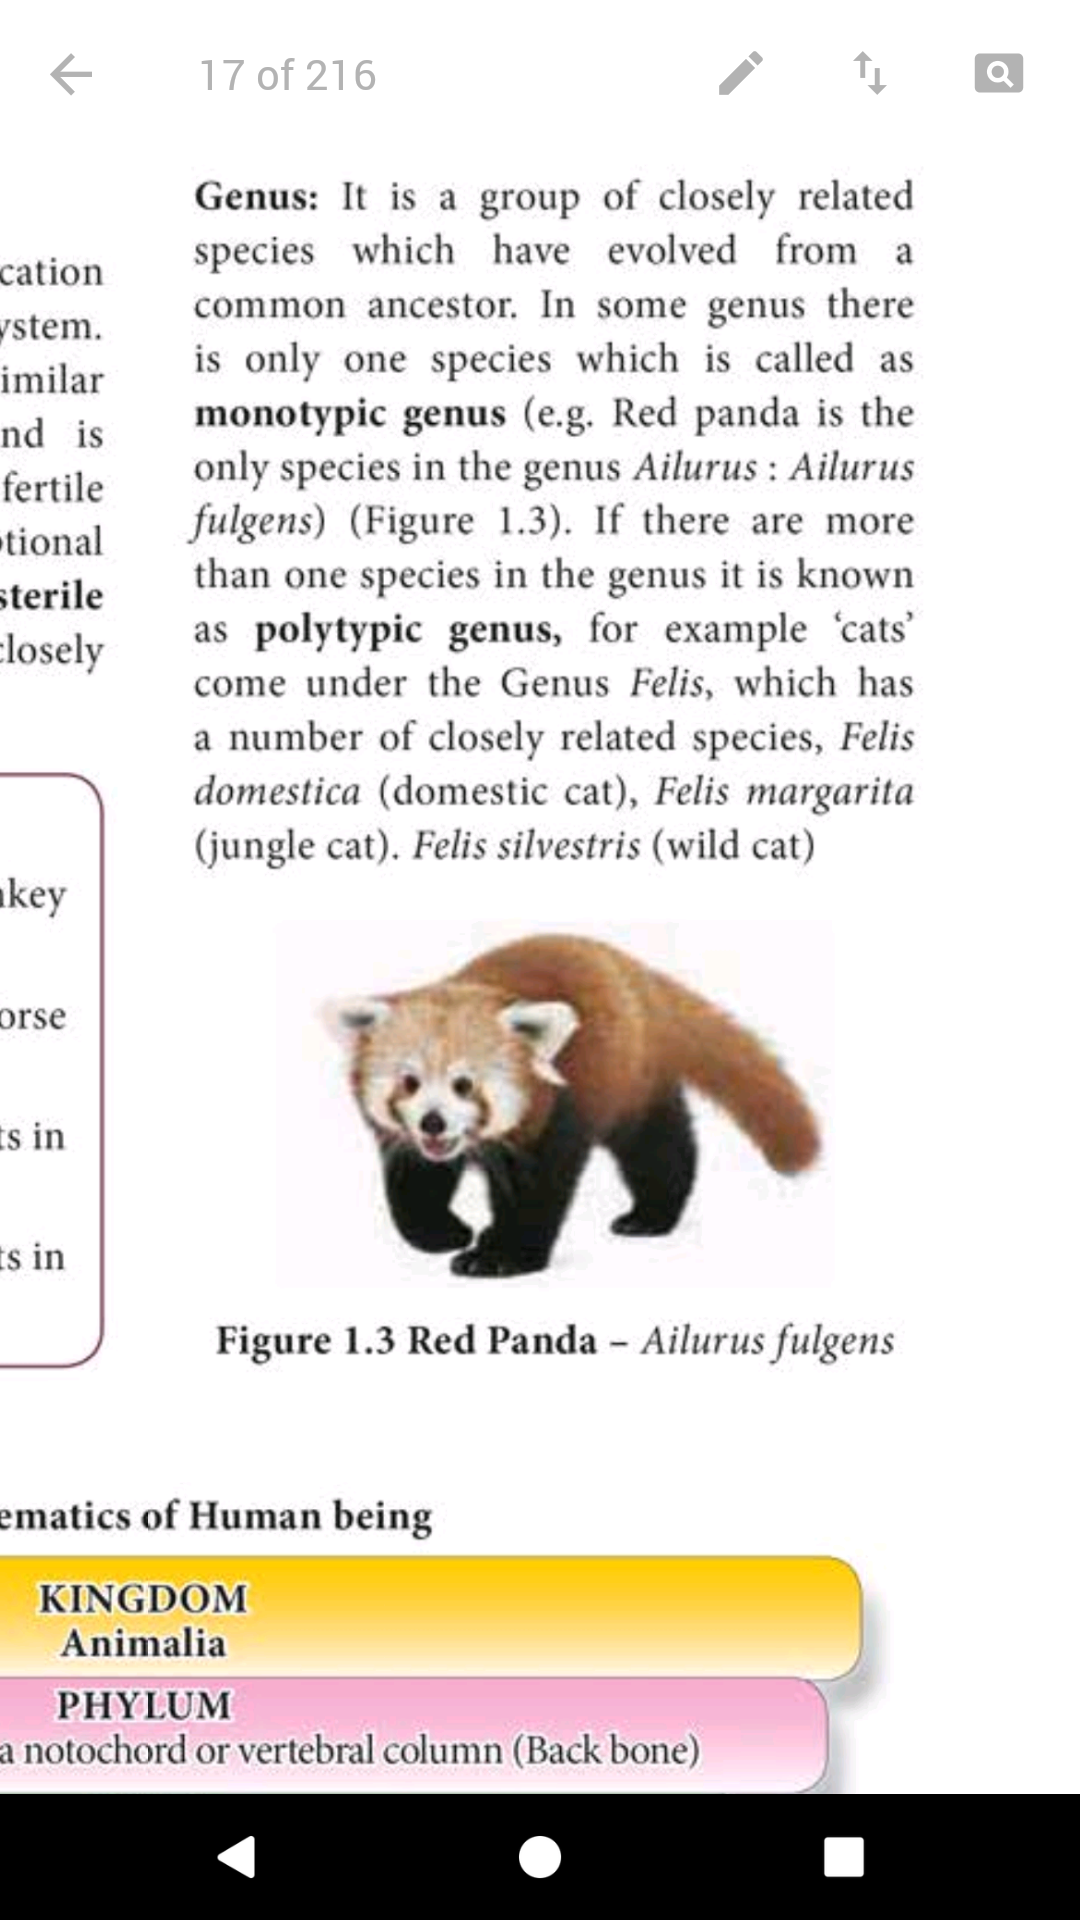 17 of 216
cation
ystem.
imilar
nd is
fertile
otional
sterile
closely
nkey
orse
ts in
ts in
Genus: It is a group of closely related
species which have evolved from a
common ancestor. In some genus there
is only one species which is called as
monotypic genus (e.g. Red panda is the
only species in the genus Ailurus : Ailurus
fulgens) (Figure 1.3). If there are more
than one species in the genus it is known
as polytypic genus, for example ‘cats’
come under the Genus Felis, which has
a number of closely related species, Felis
domestica (domestic cat), Felis margarita
(jungle cat). Felis silvestris (wild cat)
Figure 1.3 Red Panda – Ailurus fulgens
ematics of Human being
KINGDOM
Animalia
PHYLUM
a notochord or vertebral column (Back bone)